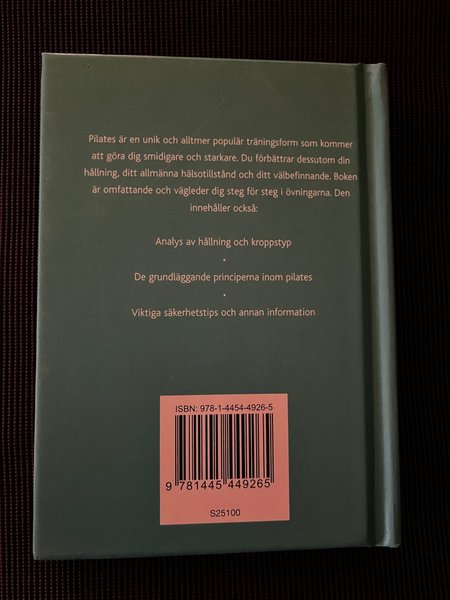 Pilates är en unik och alltmer populär träningsform som kommer
att göra dig smidigare och starkare. Du förbättrar dessutom din
hållning, ditt allmänna hälsotillstånd och ditt välbefinnande. Boken
är omfattande och vägleder dig steg för steg i övningarna. Den
innehåller också:
Analys av hållning och kroppstyp
•
De grundläggande principerna inom pilates
•
Viktiga säkerhetstips och annan information
ISBN: 978-1-4454-4926-5
9 781445 449265
S25100